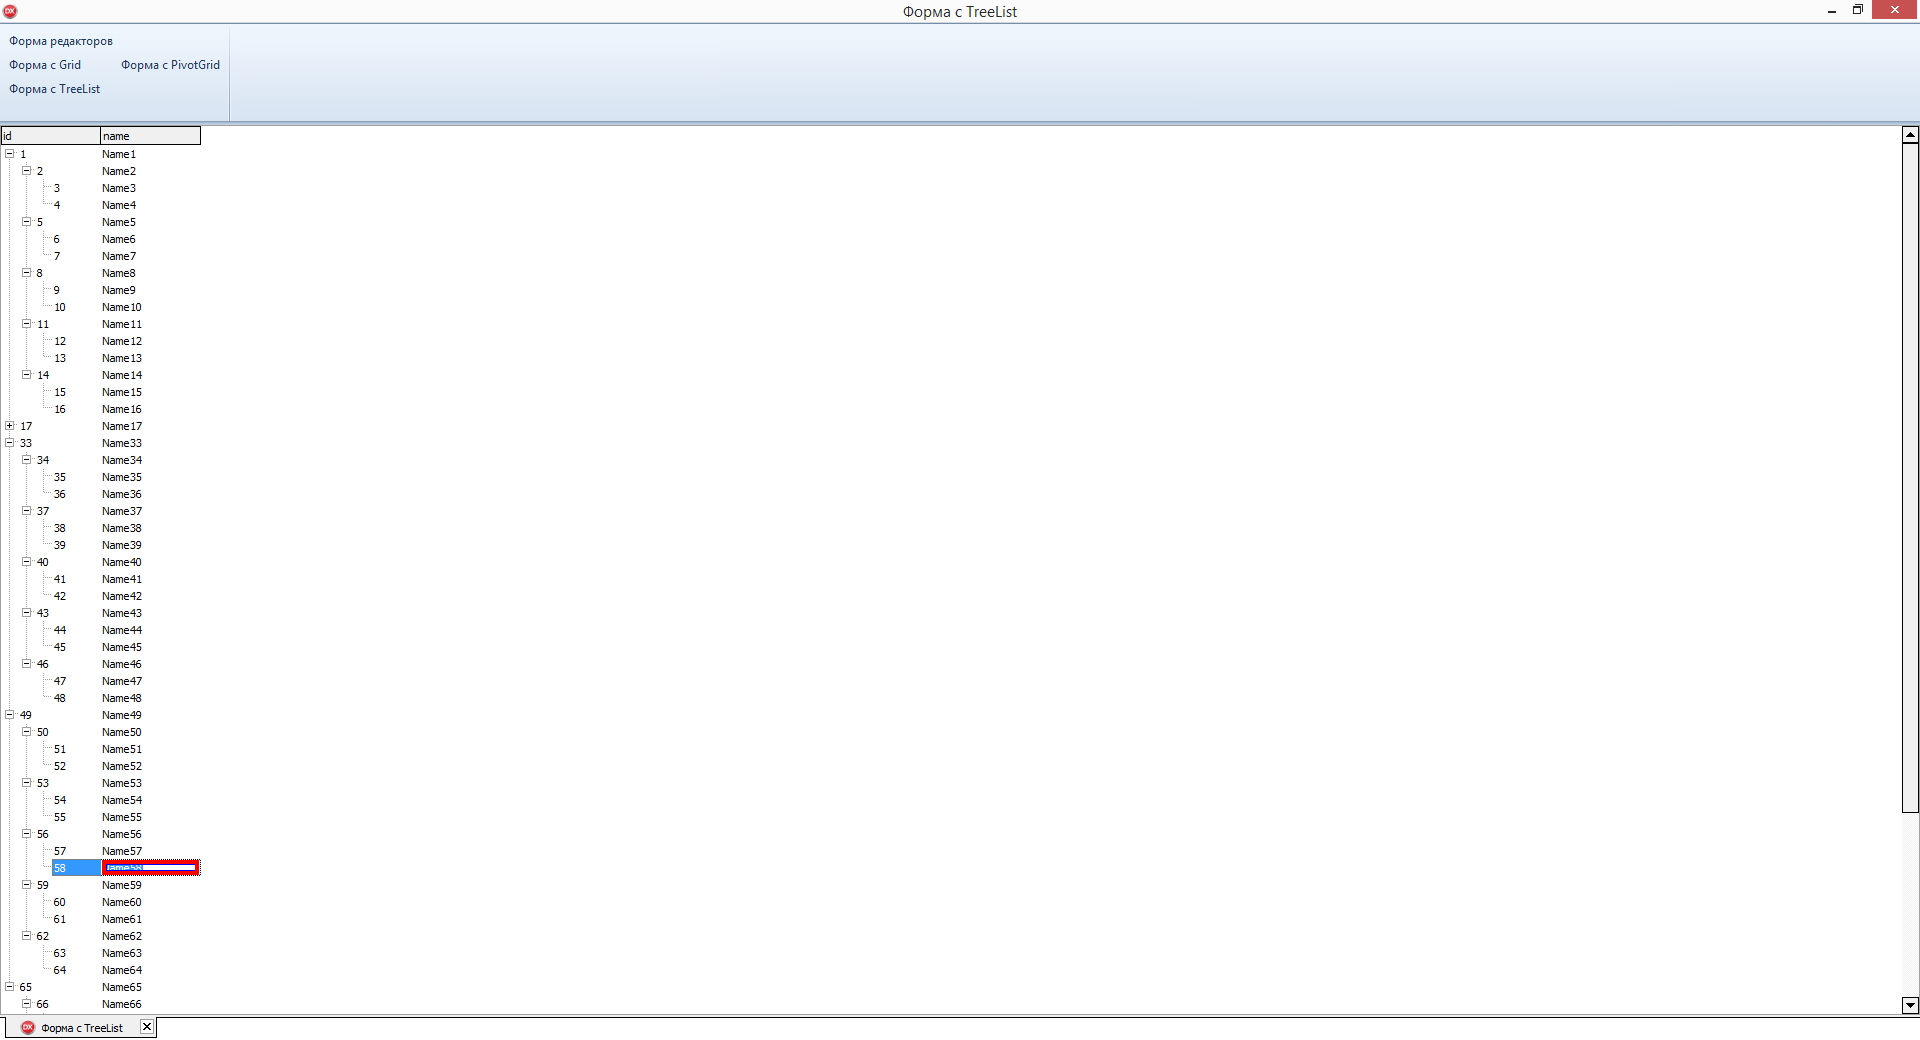 Форма с TreeList
Форма редакторов
Форма с Grid Форма с PivotGrid
Форма с TreeList
id name
1 Name1
2 Name2
3 Name3
4 Name4
5 Name5
6 Name6
7 Name7
8 Name8
9 Name9
10 Name10
11 Name11
12 Name12
13 Name13
14 Name14
15 Name15
16 Name16
17 Name17
33 Name33
34 Name34
35 Name35
36 Name36
37 Name37
38 Name38
39 Name39
40 Name40
41 Name41
42 Name42
43 Name43
44 Name44
45 Name45
46 Name46
47 Name47
48 Name48
49 Name49
50 Name50
51 Name51
52 Name52
53 Name53
54 Name54
55 Name55
56 Name56
57 Name57
58
59 Name59
60 Name60
61 Name61
62 Name62
63 Name63
64 Name64
65 Name65
66 Name66
Форма с TreeList